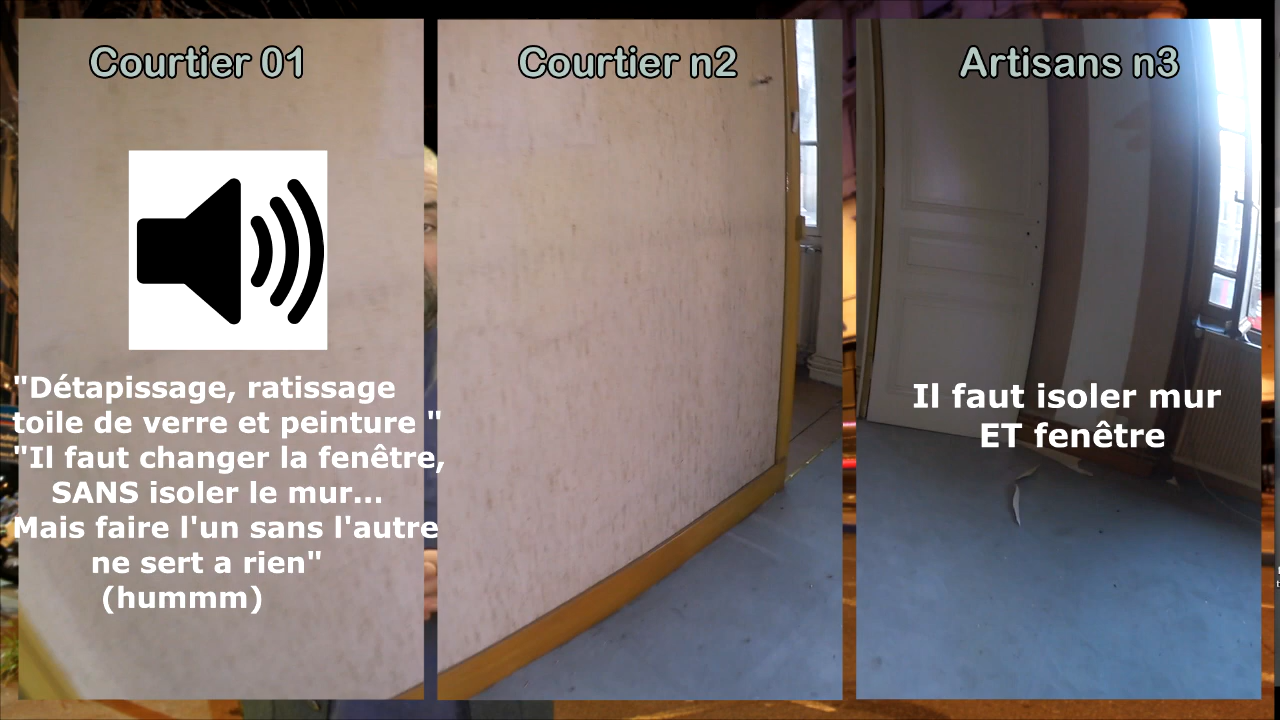 Courtier 01
Courtier n2
Artisans n3
"Détapissage, ratissage
toile de verre et peinture "
"Il faut changer la fenêtre,
SANS isoler le mur...
Mais faire l'un sans l'autre
ne sert a rien"
(hummm)
Il faut isoler mur
ET fenêtre